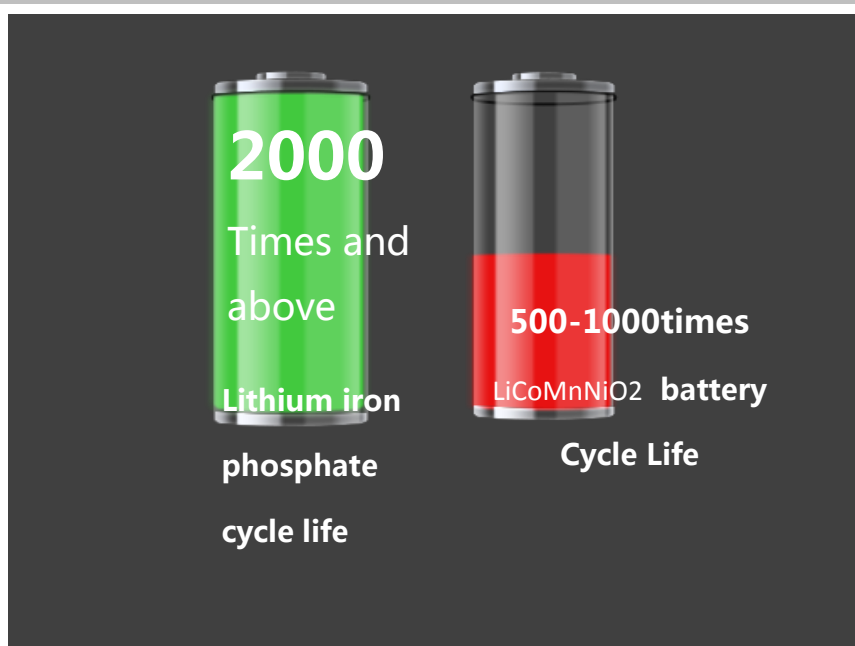 2000
Times and
above
Lithium iron
phosphate
cycle life
500-1000times
LiCoMnNiO2 battery
Cycle Life